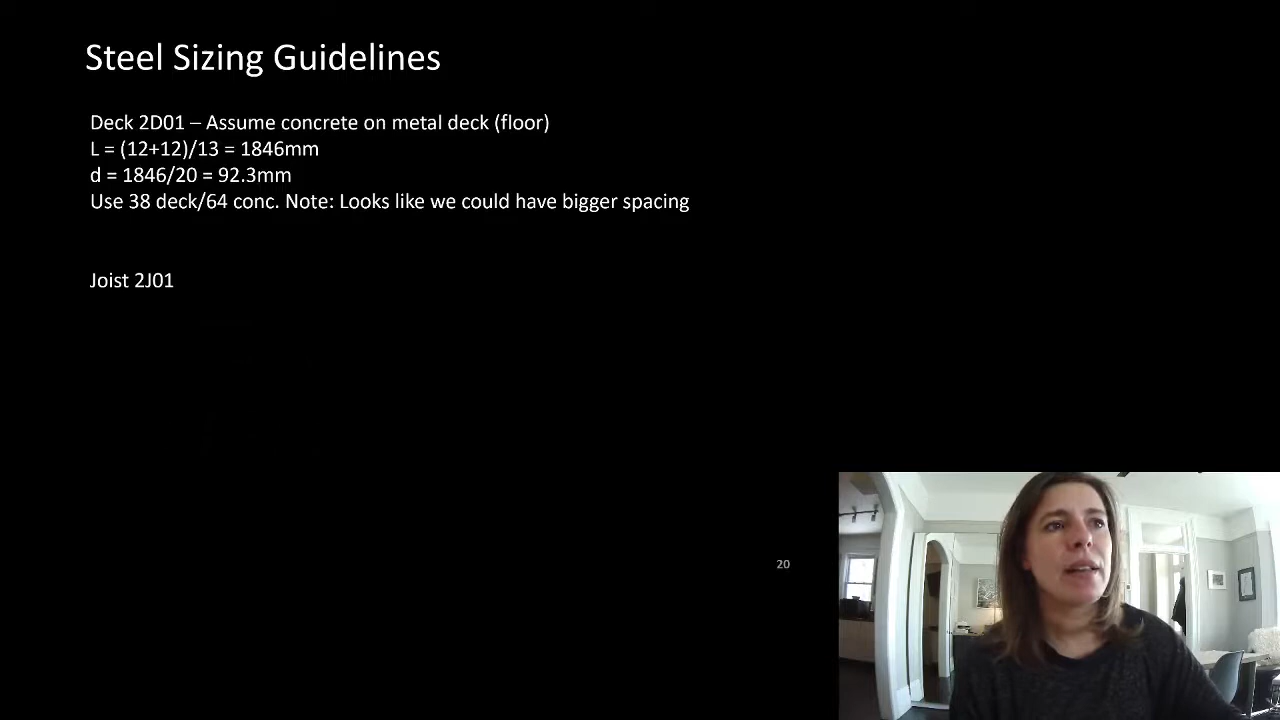 Steel Sizing Guidelines
Deck 2D01 – Assume concrete on metal deck (floor)
L = (12+12)/13 = 1846mm
d = 1846/20 = 92.3mm
Use 38 deck/64 conc. Note: Looks like we could have bigger spacing
Joist 2J01
20